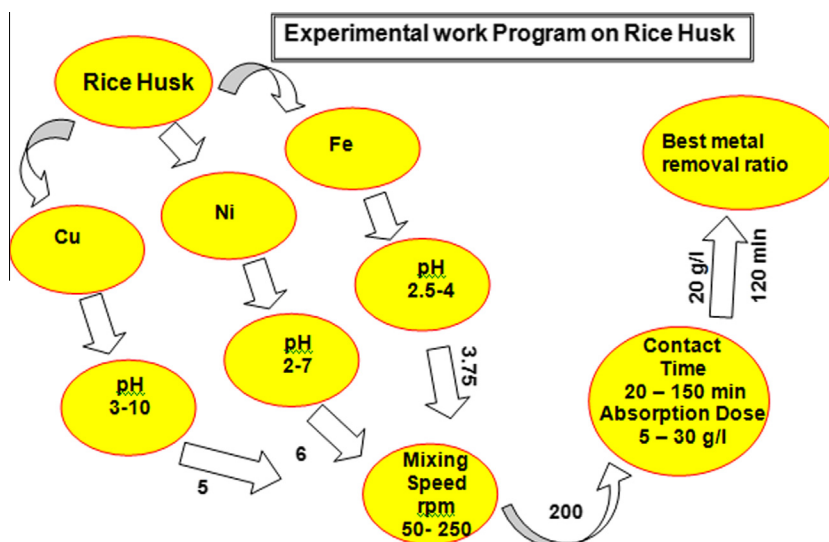 Experimental work Program on Rice Husk
Rice Husk
Fe
Best metal
removal ratio
Ni
Cu
pH
2.5-4
20 g/l
120 min
pH
2-7
3.75
Contact
Time
20 – 150 min
Absorption Dose
5 – 30 g/l
pH
3-10
6
5
Mixing
Speed
rpm
50- 250
200